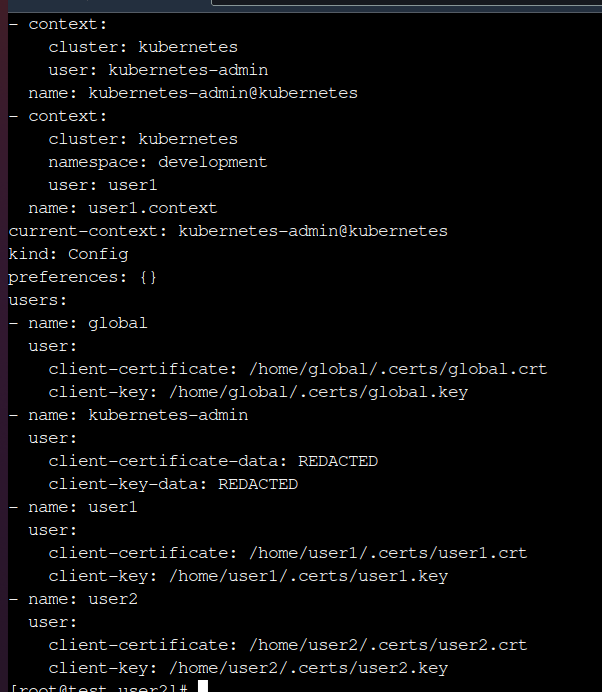 - context:
    cluster: kubernetes
    user: kubernetes-admin
  name: kubernetes-admin@kubernetes
- context:
    cluster: kubernetes
    namespace: development
    user: user1
  name: user1.context
current-context: kubernetes-admin@kubernetes
kind: Config
preferences: {}
users:
- name: global
  user:
    client-certificate: /home/global/.certs/global.crt
    client-key: /home/global/.certs/global.key
- name: kubernetes-admin
  user:
    client-certificate-data: REDACTED
    client-key-data: REDACTED
- name: user1
  user:
    client-certificate: /home/user1/.certs/user1.crt
    client-key: /home/user1/.certs/user1.key
- name: user2
  user:
    client-certificate: /home/user2/.certs/user2.crt
    client-key: /home/user2/.certs/user2.key
[root@test user2]#